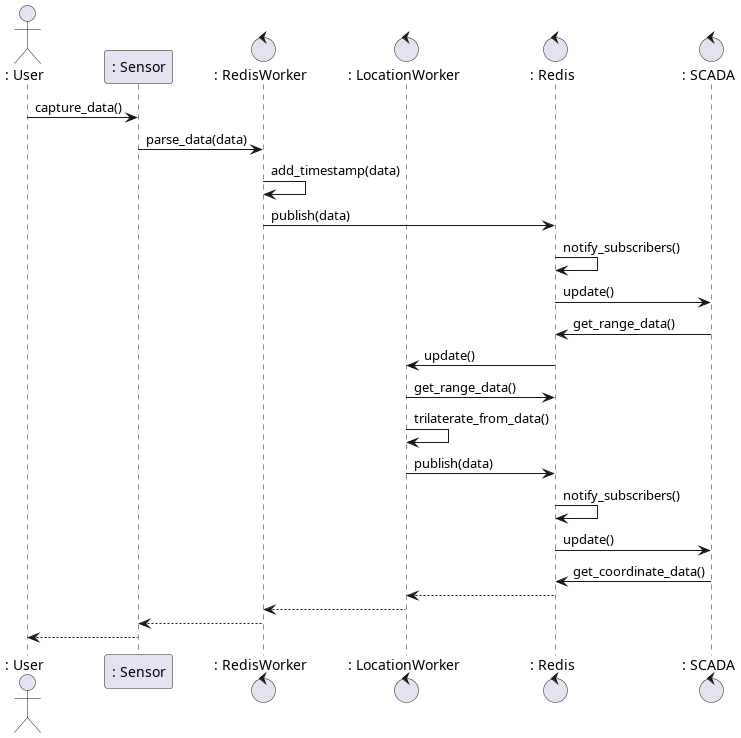 : User
: Sensor
: RedisWorker
: LocationWorker
: Redis
: SCADA
capture_data()
parse_data(data)
add_timestamp(data)
publish(data)
notify_subscribers()
update()
get_range_data()
update()
get_range_data()
trilaterate_from_data()
publish(data)
notify_subscribers()
update()
get_coordinate_data()
: User
: Sensor
: RedisWorker
: LocationWorker
: Redis
: SCADA